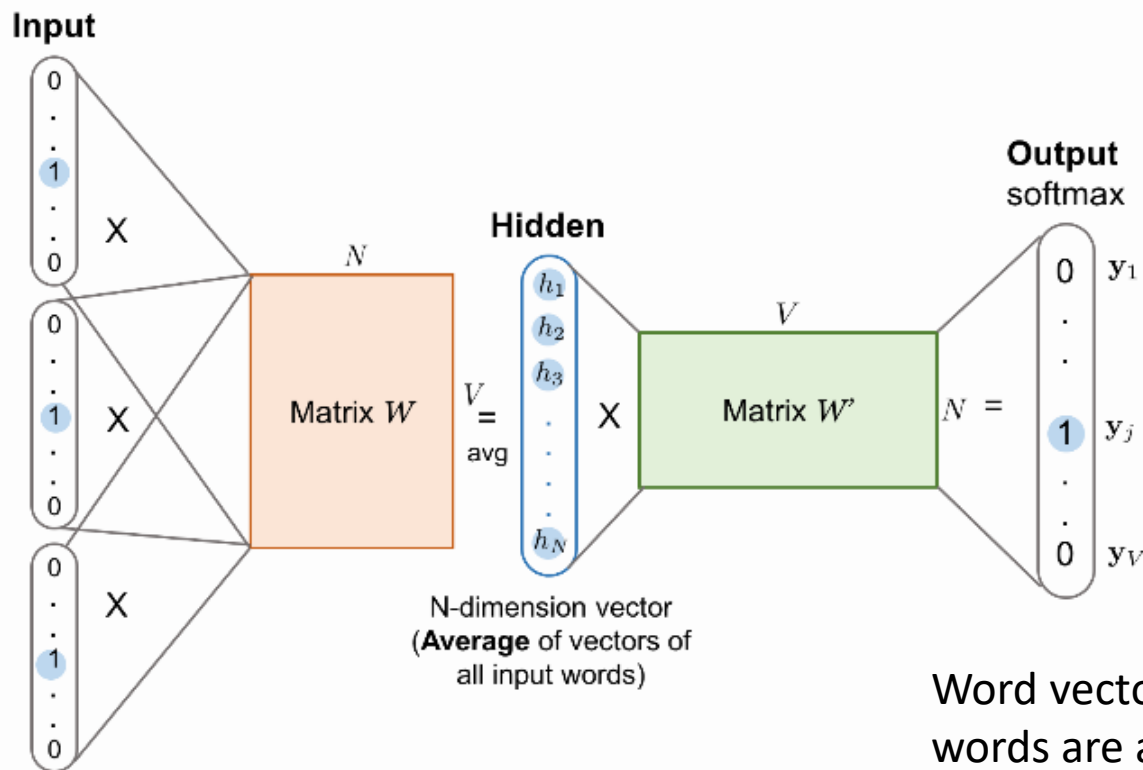 Input
0
.
.
1
.
.
0
X
0
.
.
1
.
.
0
X
0
.
.
1
.
.
0
X
N
Matrix W
V
=
avg
Hidden
h1
h2
h3
.
.
.
.
hN
N-dimension vector
(Average of vectors of
all input words)
X
V
Matrix W'
N =
Output
softmax
0 y1
.
.
1 yj
.
.
0 yV
Word
words are